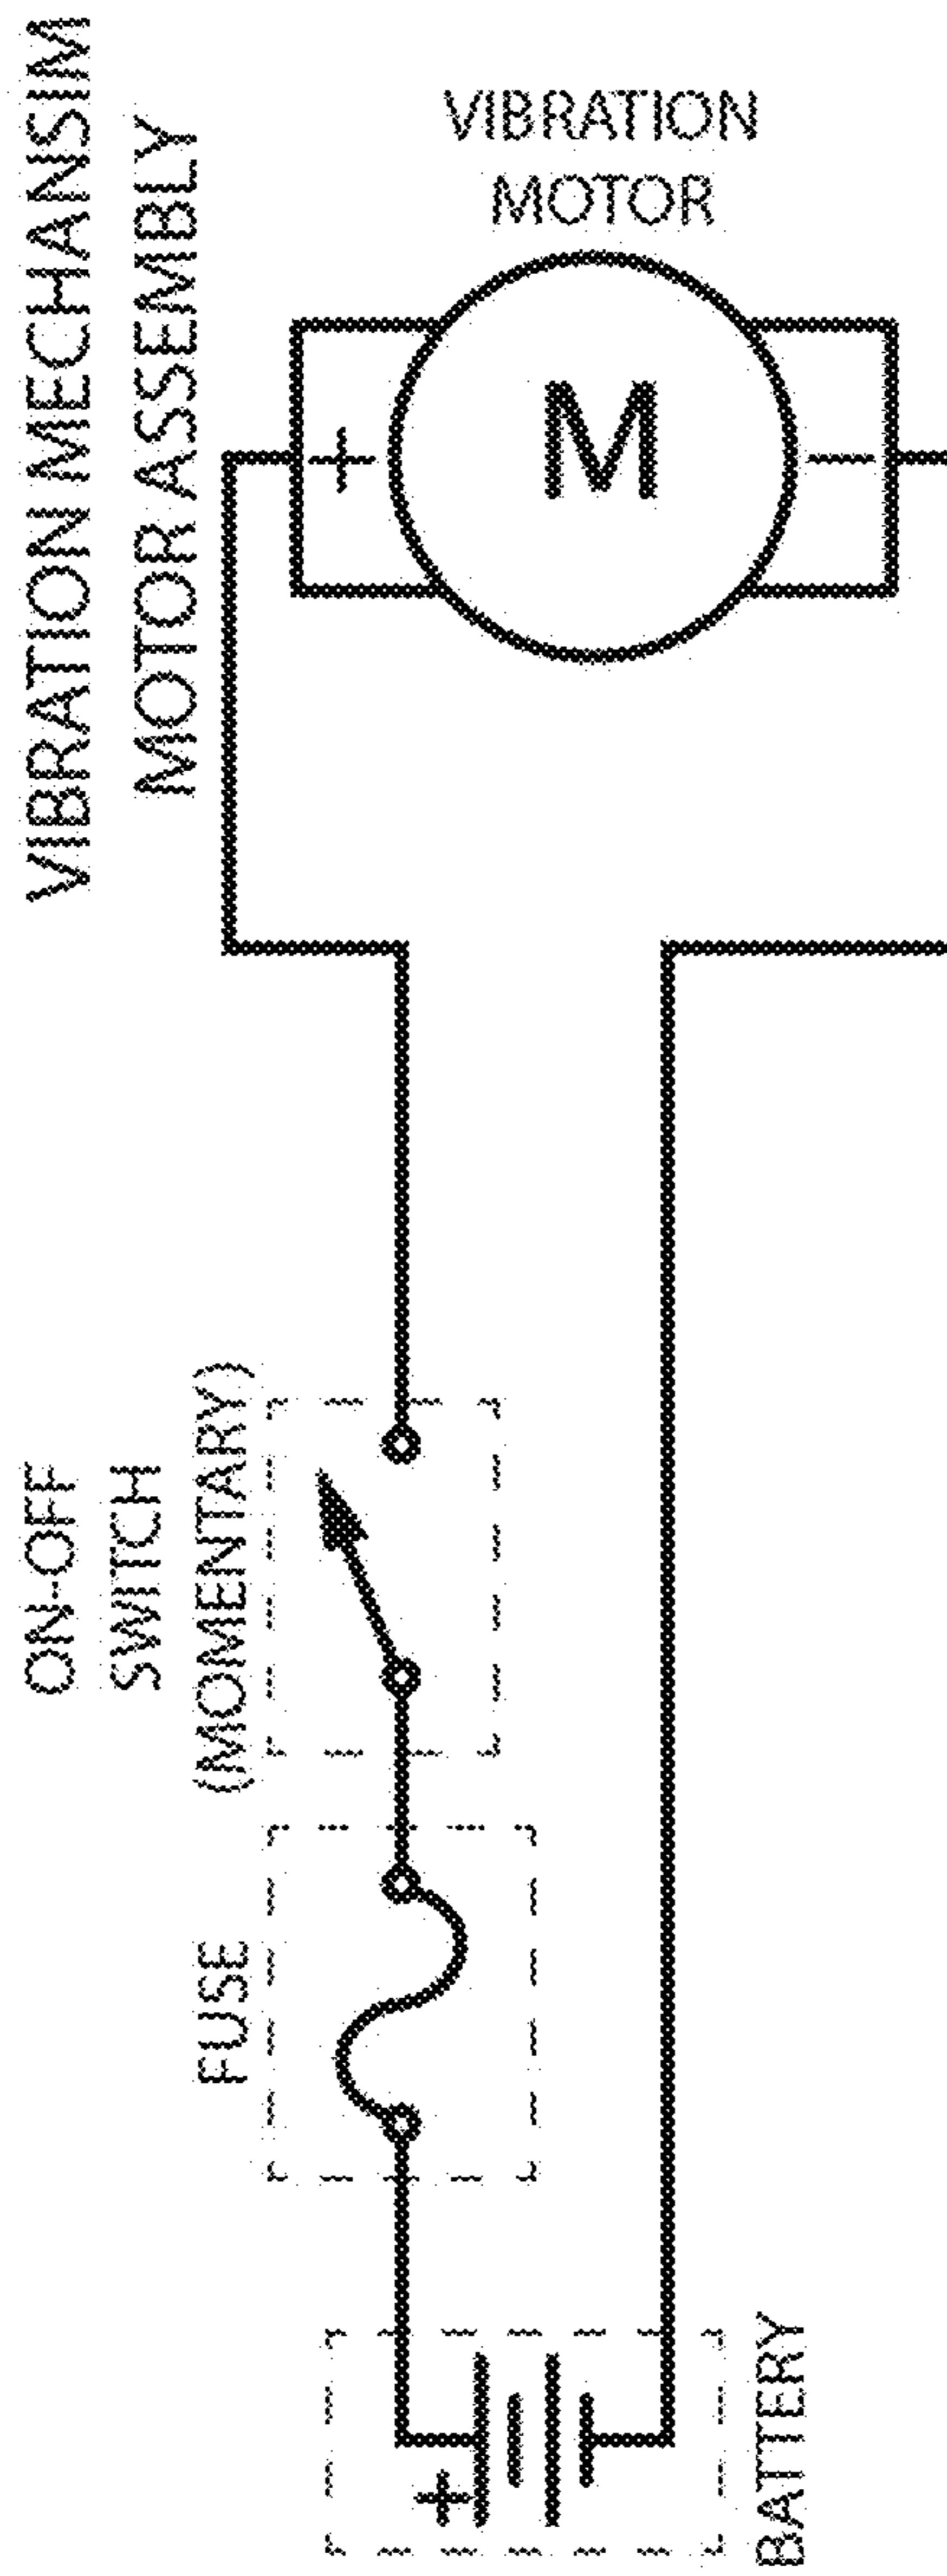 VIBRATION MECHANSIM
MOTOR ASSEMBLY
VIBRATION
MOTOR
+
M
−
ON-OFF
SWITCH
(MOMENTARY)
FUSE
+
BATTERY